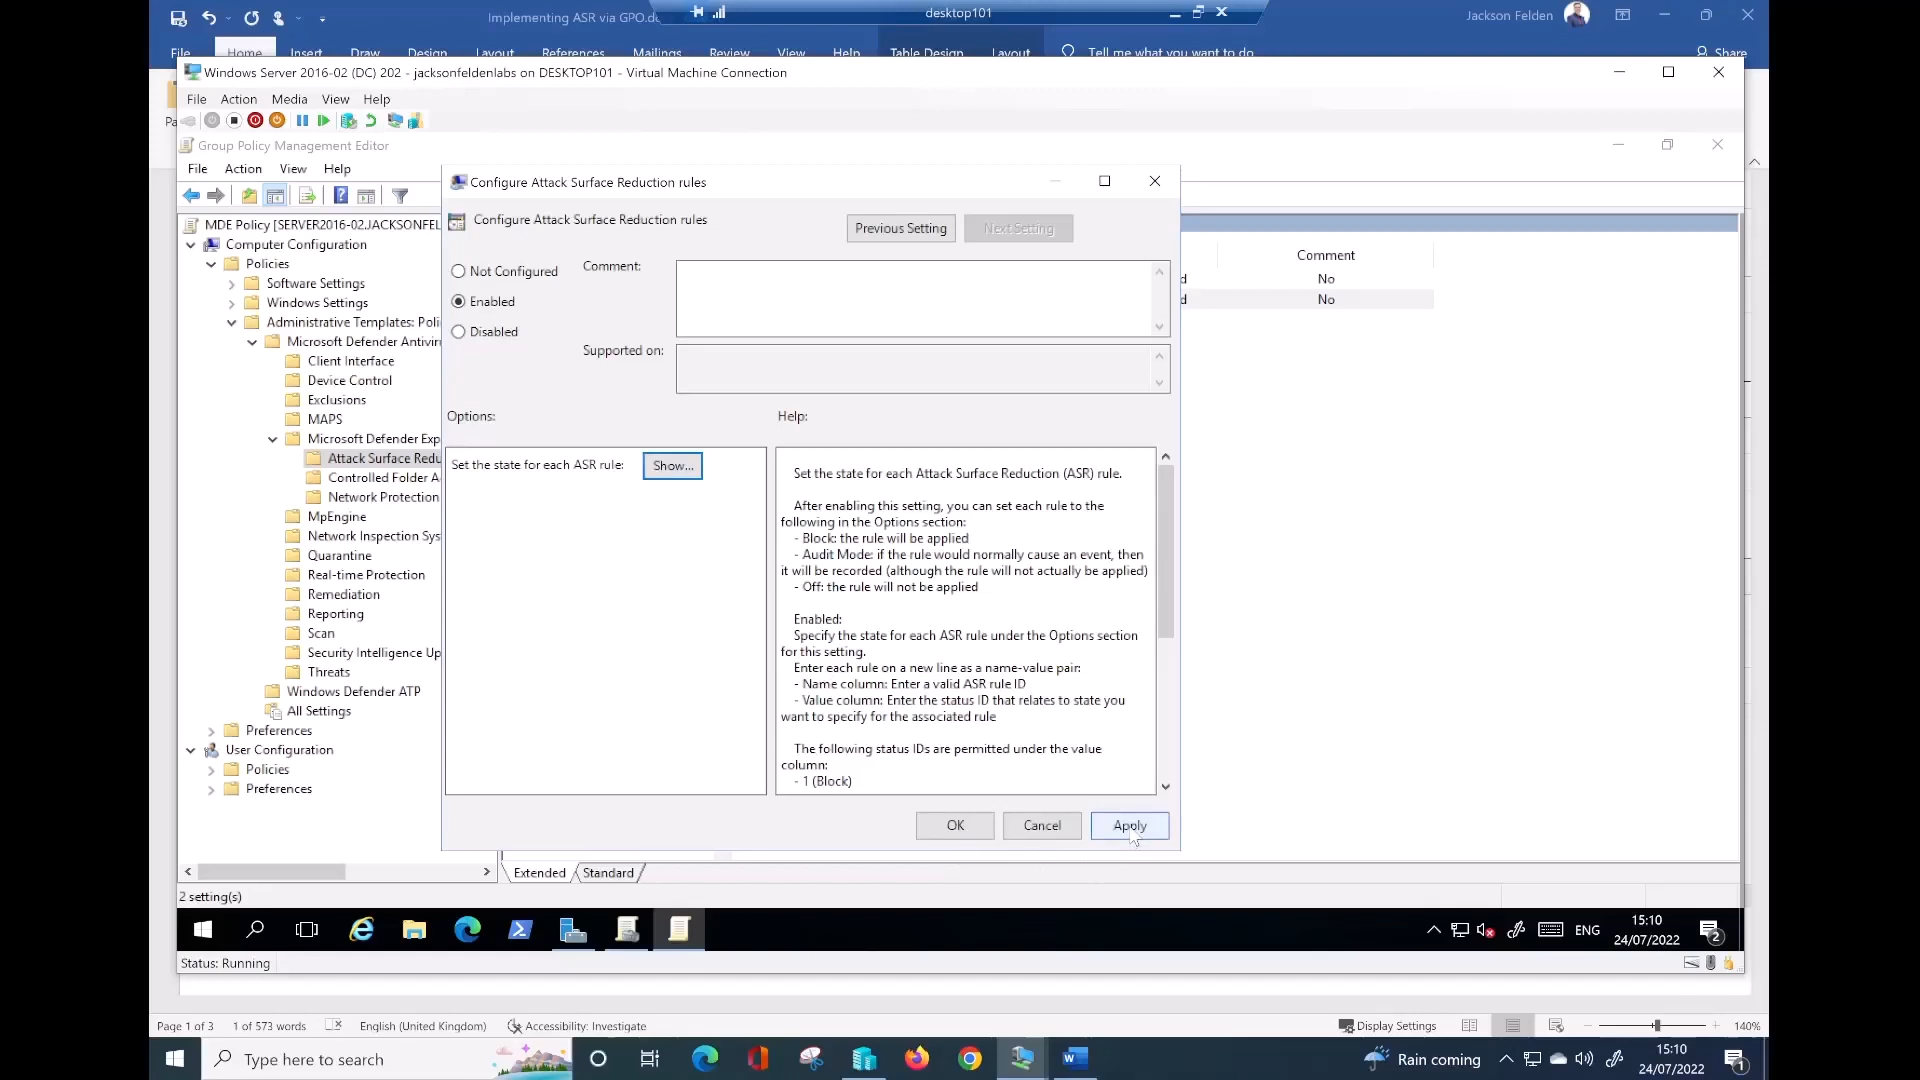 Implementing ASR via GPO.do
desktop101
Jackson Felden
File Home Insert Draw Design Layout References Mailings Review View Help Table Design Layout Tell me what you want to do Share
Windows Server 2016-02 (DC) 202 - jacksonfeldenlabs on DESKTOP101 - Virtual Machine Connection
File Action Media View Help
Pa
Group Policy Management Editor
File Action View Help
MDE Policy [SERVER2016-02.JACKSONFEL
Computer Configuration
Policies
Software Settings
Windows Settings
Administrative Templates: Poli
Microsoft Defender Antiviru
Client Interface
Device Control
Exclusions
MAPS
Microsoft Defender Exp
Attack Surface Redu
Controlled Folder A
Network Protection
MpEngine
Network Inspection Sys
Quarantine
Real-time Protection
Remediation
Reporting
Scan
Security Intelligence Up
Threats
Windows Defender ATP
All Settings
Preferences
User Configuration
Policies
Preferences
Configure Attack Surface Reduction rules
Configure Attack Surface Reduction rules
Previous Setting Next Setting
Not Configured
Enabled
Disabled
Comment:
Supported on:
Options:
Help:
Set the state for each ASR rule: Show...
Set the state for each Attack Surface Reduction (ASR) rule.
After enabling this setting, you can set each rule to the
following in the Options section:
- Block: the rule will be applied
- Audit Mode: if the rule would normally cause an event, then
it will be recorded (although the rule will not actually be applied)
- Off: the rule will not be applied
Enabled:
Specify the state for each ASR rule under the Options section
for this setting.
Enter each rule on a new line as a name-value pair:
- Name column: Enter a valid ASR rule ID
- Value column: Enter the status ID that relates to state you
want to specify for the associated rule
The following status IDs are permitted under the value
column:
- 1 (Block)
OK Cancel Apply
Comment
d No
d No
Extended Standard
2 setting(s)
ENG
15:10
24/07/2022
2
Status: Running
Page 1 of 3 1 of 573 words English (United Kingdom) Accessibility: Investigate Display Settings 140%
Type here to search
Rain coming
15:10
24/07/2022
1